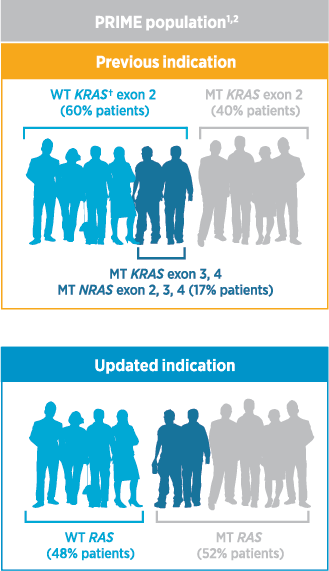 PRIME population1,2
Previous indication
WT KRAS† exon 2
(60% patients)
MT KRAS exon 2
(40% patients)
MT KRAS exon 3, 4
MT NRAS exon 2, 3, 4 (17% patients)
Updated indication
WT RAS
(48% patients)
MT RAS
(52% patients)